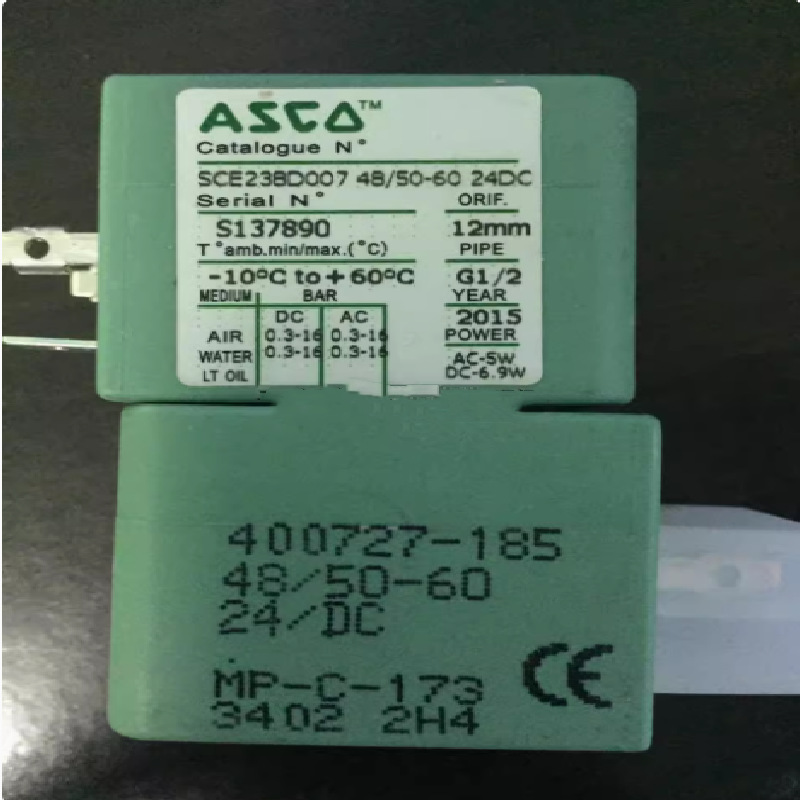 ASCO™
Catalogue N°
SCE238D007 48/50-60 24DC
Serial N° ORIF.
S137890 12mm
T°amb.min/max.(°C) PIPE
-10°C to + 60°C G1/2
MEDIUM BAR YEAR
DC AC 2015
AIR 0.3-16 0.3-16 POWER
WATER 0.3-16 0.3-16 AC-5W
LT OIL DC-6.9W
400727-185
48/50-60
24/DC
MP-C-173 CE
3402 2H4